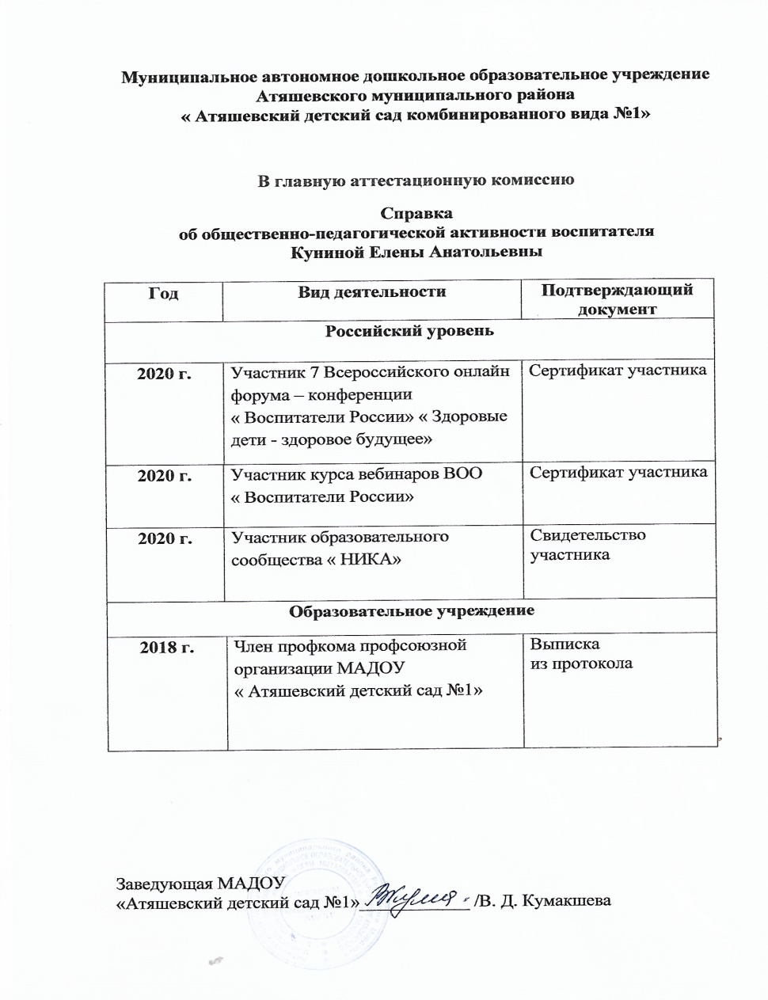 Муниципальное автономное дошкольное образовательное учреждение
Атяшевского муниципального района
« Атяшевский детский сад комбинированного вида №1»
В главную аттестационную комиссию
Справка
об общественно-педагогической активности воспитателя
Куниной Елены Анатольевны
Год Вид деятельности Подтверждающий
документ
Российский уровень
2020 г. Участник 7 Всероссийского онлайн Сертификат участника
форума – конференции
« Воспитатели России» « Здоровые
дети - здоровое будущее»
2020 г. Участник курса вебинаров ВОО Сертификат участника
« Воспитатели России»
2020 г. Участник образовательного Свидетельство
сообщества « НИКА» участника
Образовательное учреждение
2018 г. Член профкома профсоюзной Выписка
организации МАДОУ из протокола
« Атяшевский детский сад №1»
Заведующая МАДОУ
«Атяшевский детский сад №1» /В. Д. Кумакшева